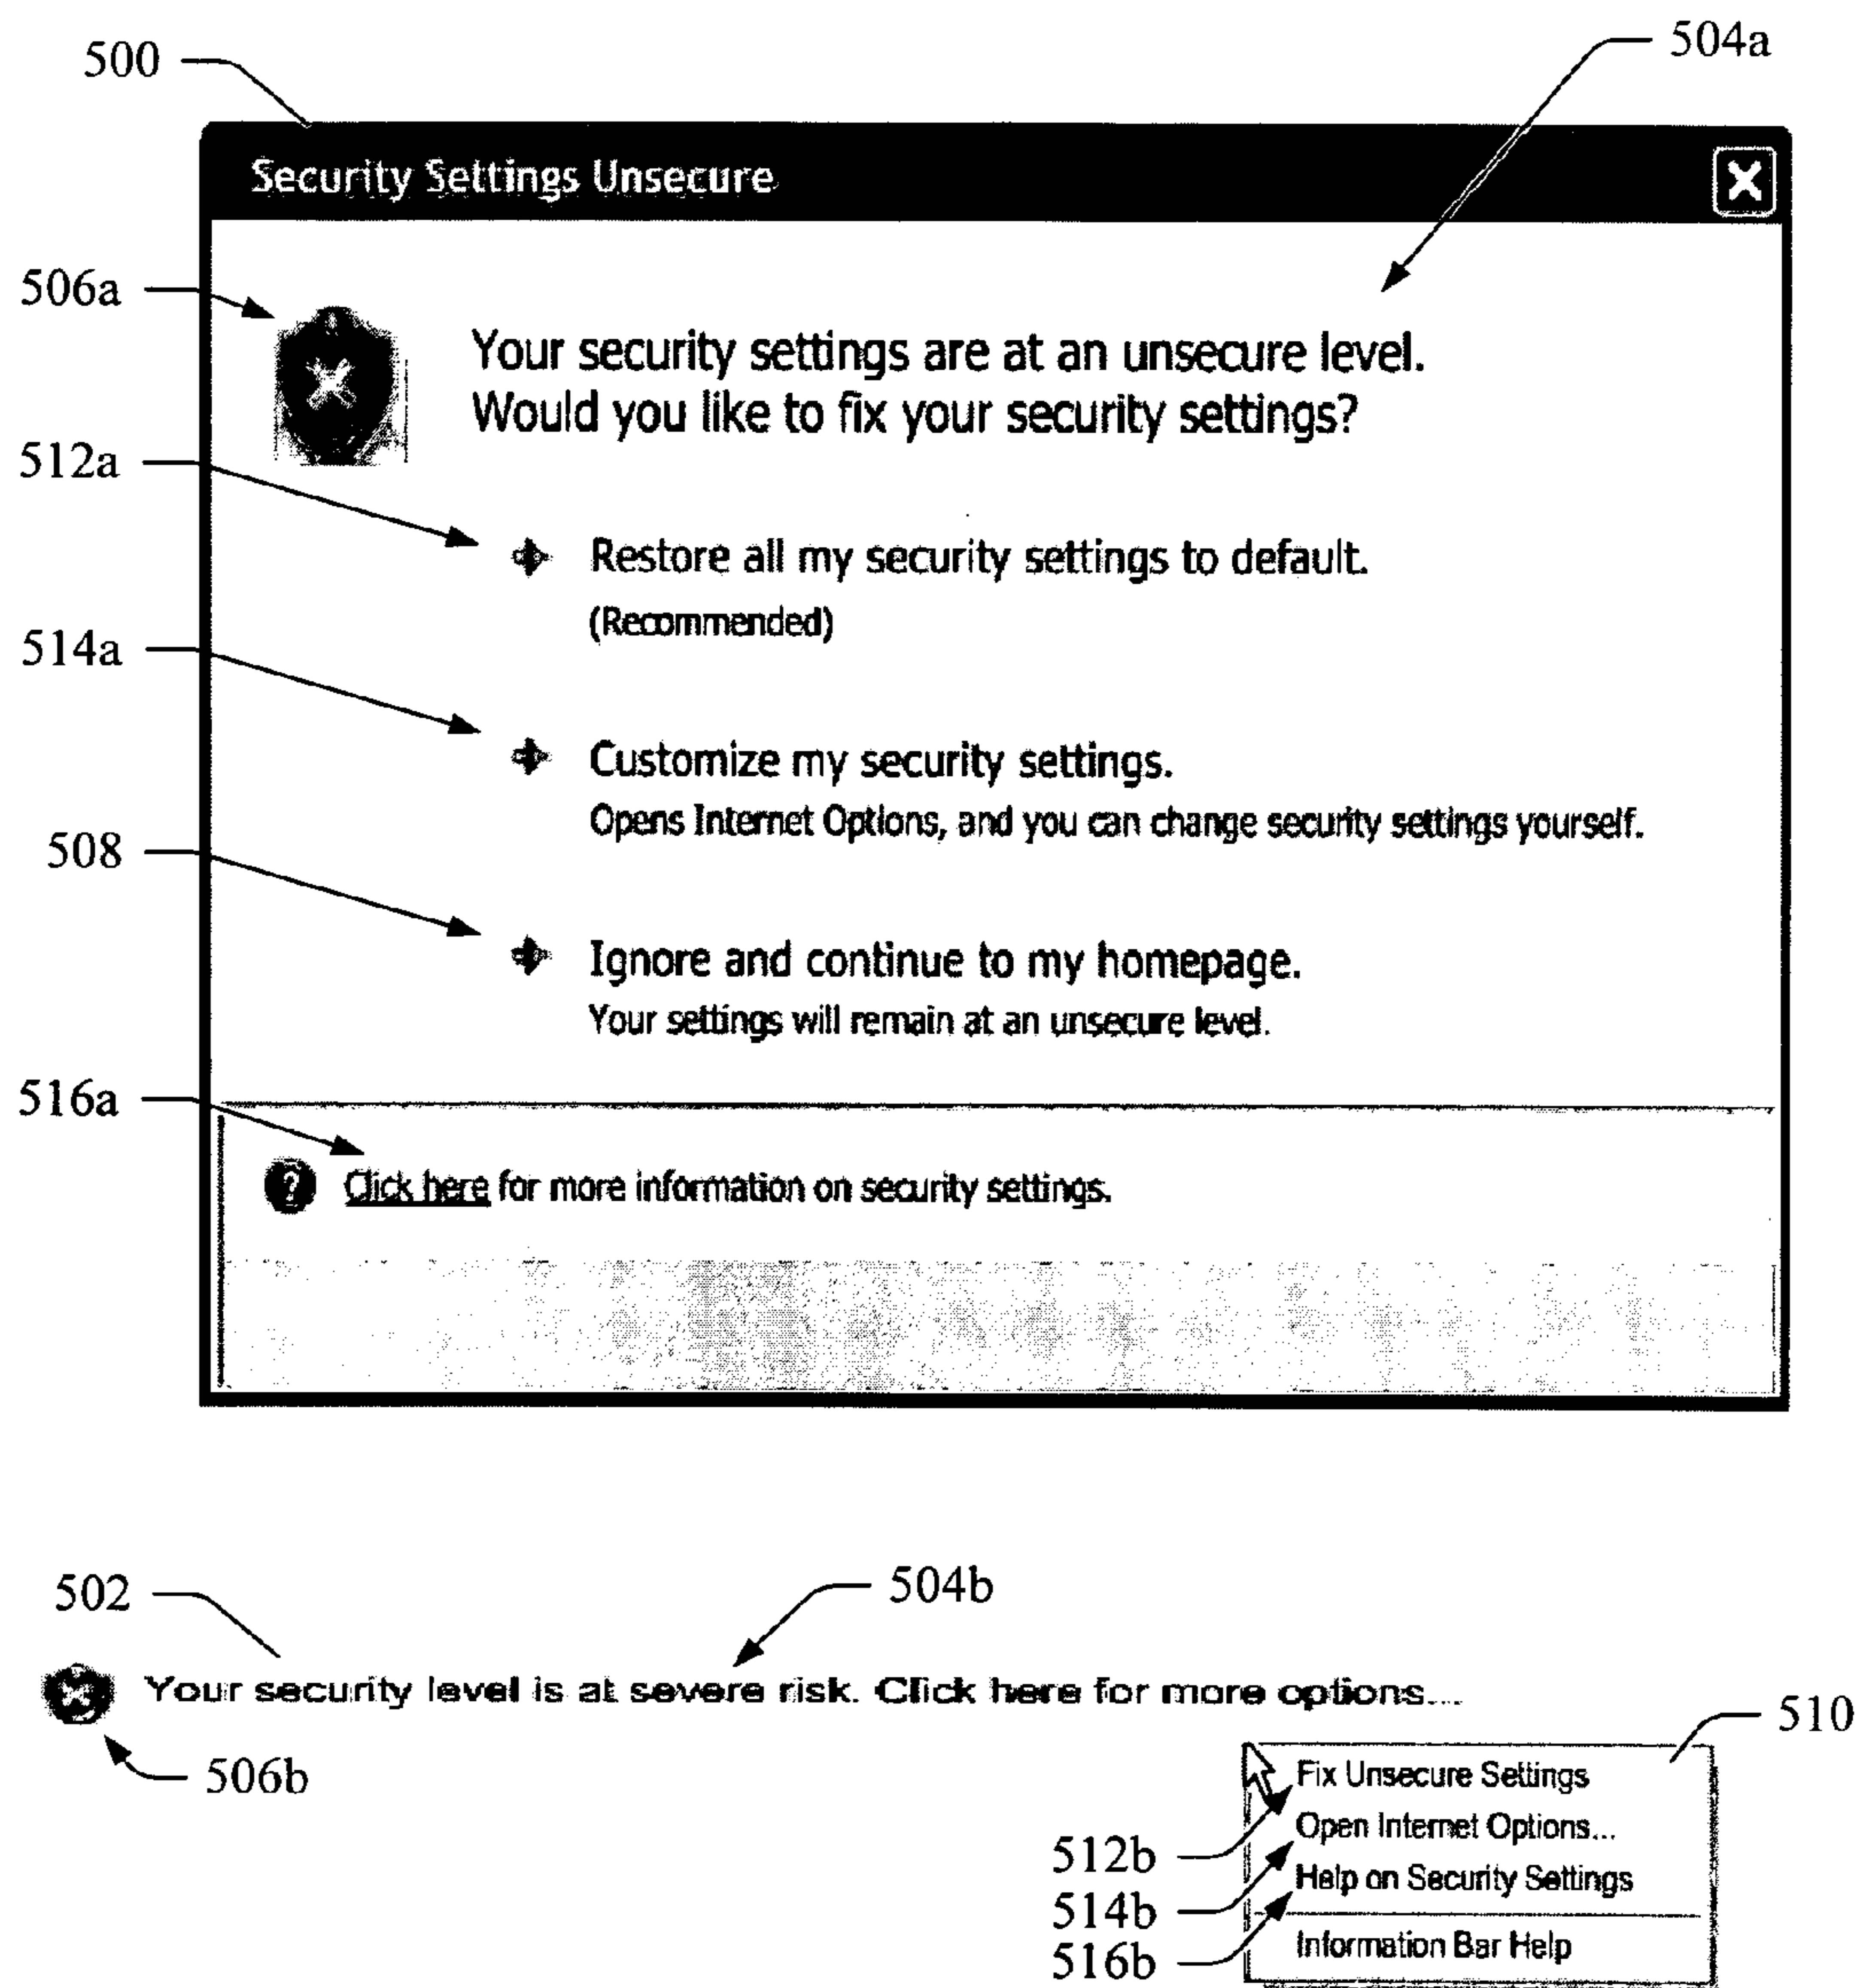 500
504a
Security Settings Unsecure
506a
Your security settings are at an unsecure level.
Would you like to fix your security settings?
512a
Restore all my security settings to default.
(Recommended)
514a
Customize my security settings.
Opens Internet Options, and you can change security settings yourself.
508
Ignore and continue to my homepage.
Your settings will remain at an unsecure level.
516a
? Click here for more information on security settings.
502
504b
Your security level is at severe risk. Click here for more options...
510
506b
Fix Unsecure Settings
Open Internet Options...
512b
Help on Security Settings
514b
Information Bar Help
516b